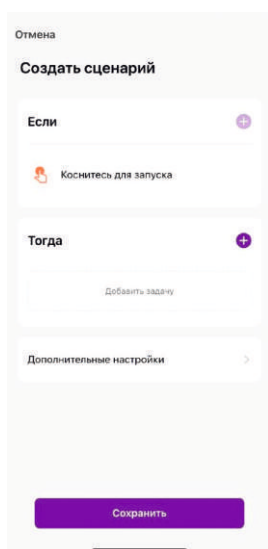 Отмена
Создать сценарий
Если
Коснитесь для запуска
Тогда
Добавить задачу
Дополнительные настройки
Сохранить